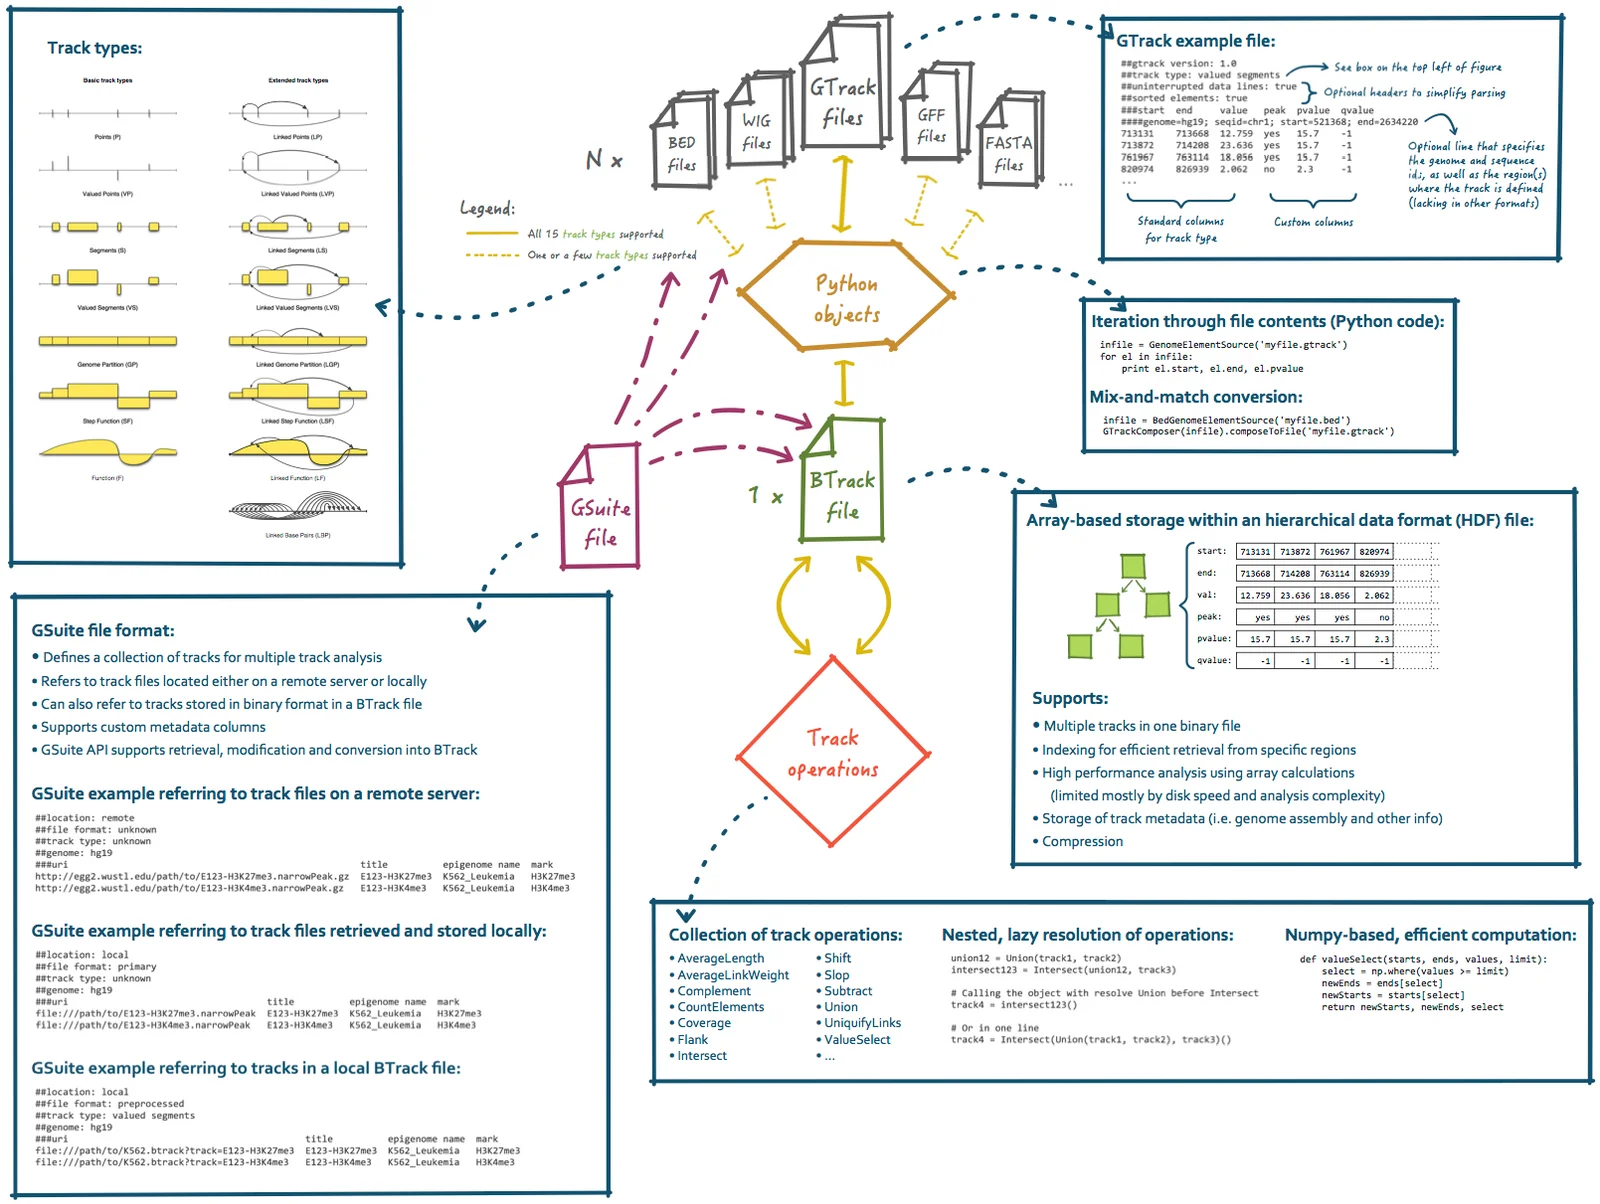 Track types:
Basic track types
Extended track types
Points (P)
Linked Points (LP)
Valued Points (VP)
Linked Valued Points (LVP)
Segments (S)
Linked Segments (LS)
Valued Segments (VS)
Linked Valued Segments (LVS)
Genome Partition (GP)
Linked Genome Partition (LGP)
Step Function (SF)
Linked Step Function (LSF)
Function (F)
Linked Function (LF)
Linked Base Pairs (LBP)
N x
BED
files
WIG
files
GTrack
files
GFF
files
FASTA
files
...
Legend:
All 15 track types supported
One or a few track types supported
Python
objects
GSuite
file
1 x
BTrack
file
Track
operations
GTrack example file:
##gtrack version: 1.0
##track type: valued segments
##uninterrupted data lines: true
##sorted elements: true
###start end value peak pvalue qvalue
####genome=hg19; seqid=chr1; start=521368; end=2634220
713131 713668 12.759 yes 15.7 -1
713872 714208 23.636 yes 15.7 -1
761967 763114 18.056 yes 15.7 -1
820974 826939 2.062 no 2.3 -1
...
See box on the top left of figure
Optional headers to simplify parsing
Optional line that specifies
the genome and sequence
ids, as well as the region(s)
where the track is defined
(lacking in other formats)
Standard columns
for track type
Custom columns
Iteration through file contents (Python code):
infile = GenomeElementSource('myfile.gtrack')
for el in infile:
print el.start, el.end, el.pvalue
Mix-and-match conversion:
infile = BedGenomeElementSource('myfile.bed')
GTrackComposer(infile).composeToFile('myfile.gtrack')
Array-based storage within an hierarchical data format (HDF) file:
start: 713131 713872 761967 820974
end: 713668 714208 763114 826939
val: 12.759 23.636 18.056 2.062
peak: yes yes yes no
pvalue: 15.7 15.7 15.7 2.3
qvalue: -1 -1 -1 -1
Supports:
• Multiple tracks in one binary file
• Indexing for efficient retrieval from specific regions
• High performance analysis using array calculations
(limited mostly by disk speed and analysis complexity)
• Storage of track metadata (i.e. genome assembly and other info)
• Compression
GSuite file format:
• Defines a collection of tracks for multiple track analysis
• Refers to track files located either on a remote server or locally
• Can also refer to tracks stored in binary format in a BTrack file
• Supports custom metadata columns
• GSuite API supports retrieval, modification and conversion into BTrack
GSuite example referring to track files on a remote server:
##location: remote
##file format: unknown
##track type: unknown
##genome: hg19
###uri title epigenome name mark
http://egg2.wustl.edu/path/to/E123-H3K27me3.narrowPeak.gz E123-H3K27me3 K562_Leukemia H3K27me3
http://egg2.wustl.edu/path/to/E123-H3K4me3.narrowPeak.gz E123-H3K4me3 K562_Leukemia H3K4me3
GSuite example referring to track files retrieved and stored locally:
##location: local
##file format: primary
##track type: unknown
##genome: hg19
###uri title epigenome name mark
file:///path/to/E123-H3K27me3.narrowPeak E123-H3K27me3 K562_Leukemia H3K27me3
file:///path/to/E123-H3K4me3.narrowPeak E123-H3K4me3 K562_Leukemia H3K4me3
GSuite example referring to tracks in a local BTrack file:
##location: local
##file format: preprocessed
##track type: valued segments
##genome: hg19
###uri title epigenome name mark
file:///path/to/K562.btrack?track=E123-H3K27me3 E123-H3K27me3 K562_Leukemia H3K27me3
file:///path/to/K562.btrack?track=E123-H3K4me3 E123-H3K4me3 K562_Leukemia H3K4me3
Collection of track operations:
• AverageLength
• AverageLinkWeight
• Complement
• CountElements
• Coverage
• Flank
• Intersect
• Shift
• Slop
• Subtract
• Union
• UniquifyLinks
• ValueSelect
• ...
Nested, lazy resolution of operations:
union12 = Union(track1, track2)
intersect123 = Intersect(union12, track3)
# Calling the object with resolve Union before Intersect
track4 = intersect123()
# Or in one line
track4 = Intersect(Union(track1, track2), track3)()
Numpy-based, efficient computation:
def valueSelect(starts, ends, values, limit):
select = np.where(values >= limit)
newEnds = ends[select]
newStarts = starts[select]
return newStarts, newEnds, select